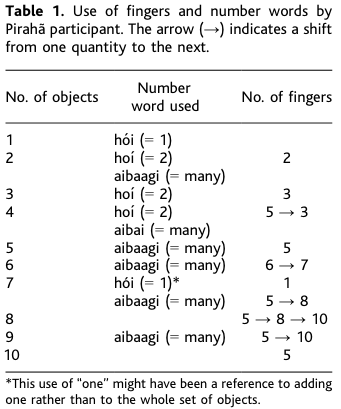 Table 1. Use of fingers and number words by
Pirahã participant. The arrow (→) indicates a shift
from one quantity to the next.
No. of objects Number word used No. of fingers
1 hói (= 1)
2 hoí (= 2) 2
aibaagi (= many)
3 hoí (= 2) 3
4 hoí (= 2) 5 → 3
aibai (= many)
5 aibaagi (= many) 5
6 aibaagi (= many) 6 → 7
7 hói (= 1)* 1
aibaagi (= many) 5 → 8
8 5 → 8 → 10
9 aibaagi (= many) 5 → 10
10 5
*This use of “one” might have been a reference to adding
one rather than to the whole set of objects.